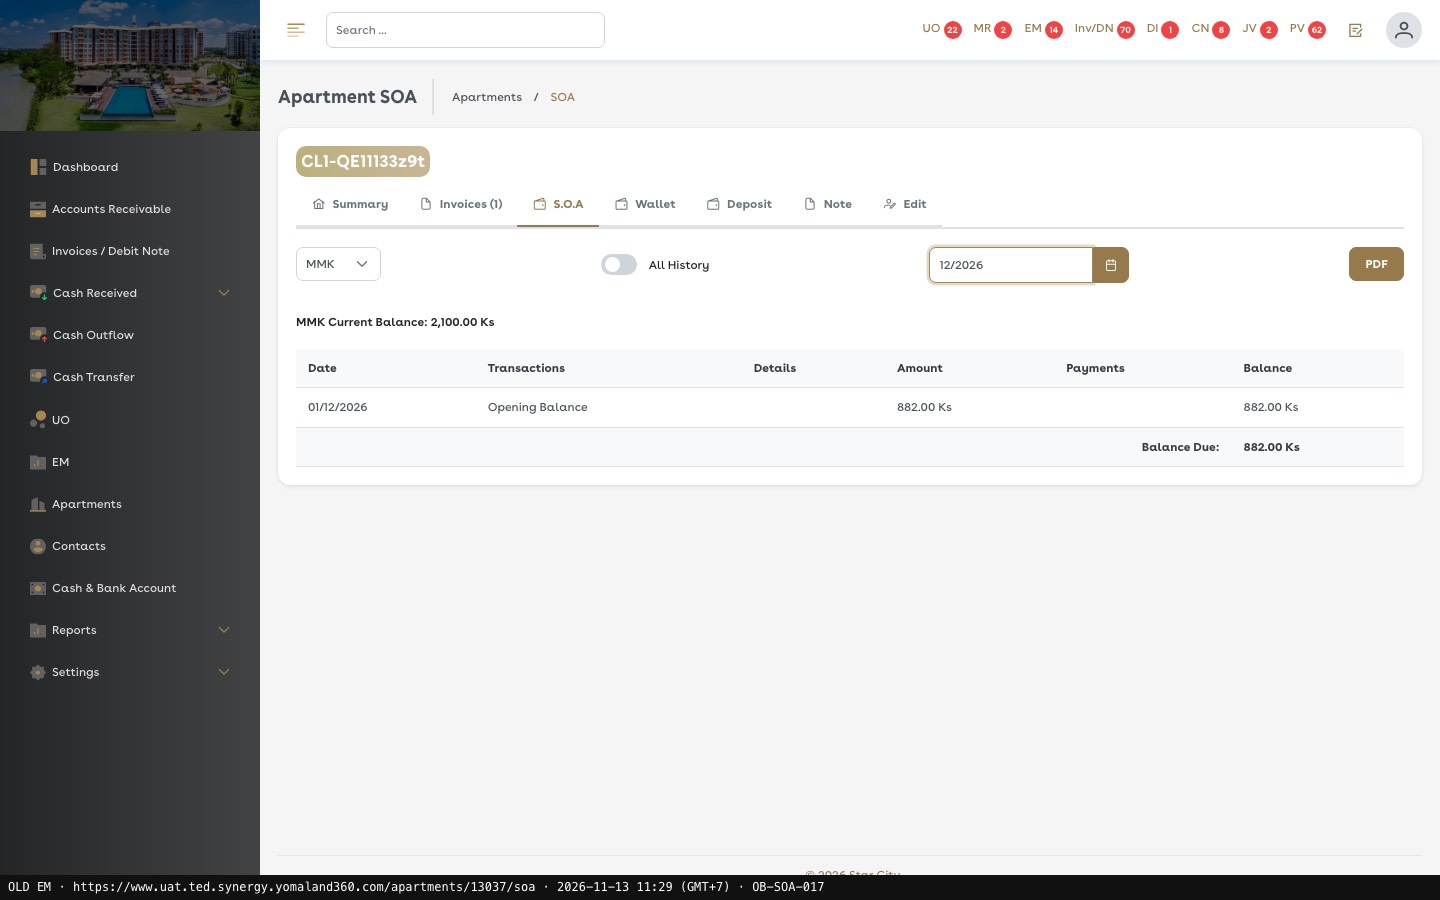 Search ...
UO 22 MR 2 EM 14 Inv/DN 70 DI 1 CN 8 JV 2 PV 62
Apartment SOA
Apartments / SOA
Dashboard
Accounts Receivable
Invoices / Debit Note
Cash Received
Cash Outflow
Cash Transfer
UO
EM
Apartments
Contacts
Cash & Bank Account
Reports
Settings
CL1-QE11133z9t
Summary Invoices (1) S.O.A Wallet Deposit Note Edit
MMK All History 12/2026 PDF
MMK Current Balance: 2,100.00 Ks
Date Transactions Details Amount Payments Balance
01/12/2026 Opening Balance 882.00 Ks 882.00 Ks
Balance Due: 882.00 Ks
© 2026 Star City
OLD EM · https://www.uat.ted.synergy.yomaland360.com/apartments/13037/soa · 2026-11-13 11:29 (GMT+7) · OB-SOA-017